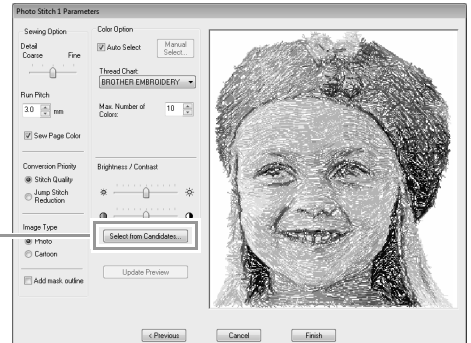 Photo Stitch 1 Parameters
Sewing Option
Detail
Coarse Fine
Run Pitch
3.0 mm
Sew Page Color
Conversion Priority
Stitch Quality
Jump Stitch
Reduction
Image Type
Photo
Cartoon
Add mask outline
Color Option
Auto Select
Manual
Select...
Thread Chart:
BROTHER EMBROIDERY
Max. Number of
Colors:
10
Brightness / Contrast
Select from Candidates...
Update Preview
< Previous
Cancel
Finish